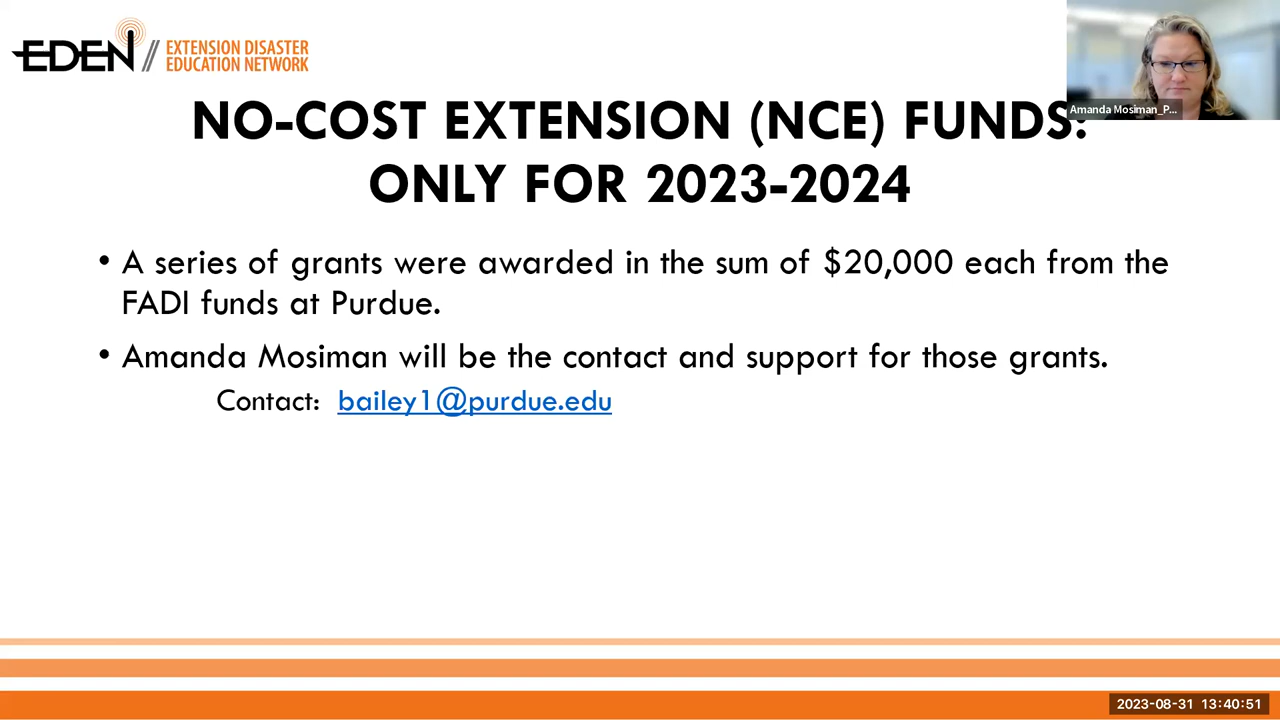 EDEN // EXTENSION DISASTER
EDUCATION NETWORK
Amanda Mosiman_P...
NO-COST EXTENSION (NCE) FUNDS:
ONLY FOR 2023-2024
• A series of grants were awarded in the sum of $20,000 each from the
FADI funds at Purdue.
• Amanda Mosiman will be the contact and support for those grants.
Contact: bailey1@purdue.edu
2023-08-31 13:40:51